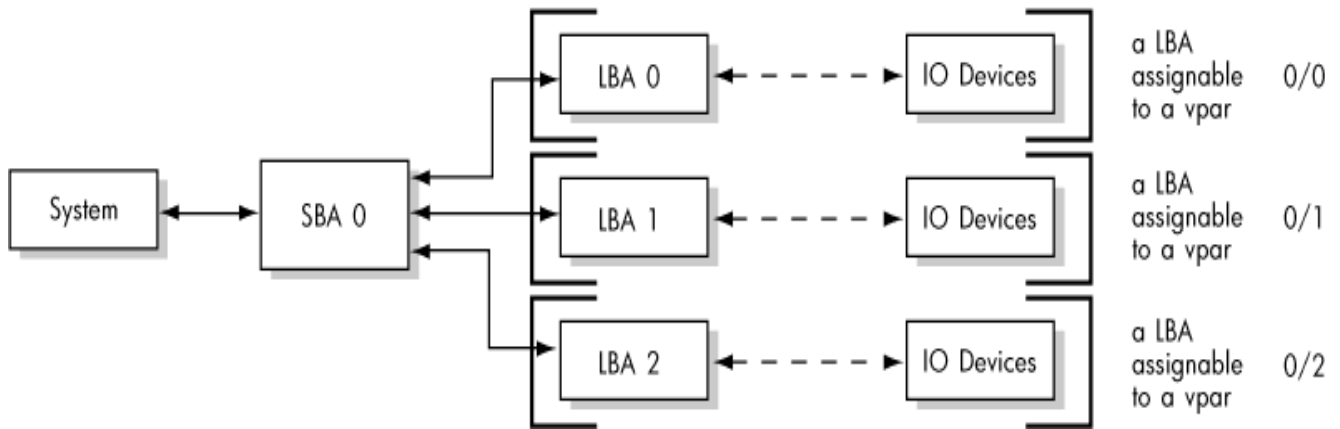 System
SBA 0
LBA 0
IO Devices
a LBA
assignable
to a vpar
0/0
LBA 1
IO Devices
a LBA
assignable
to a vpar
0/1
LBA 2
IO Devices
a LBA
assignable
to a vpar
0/2